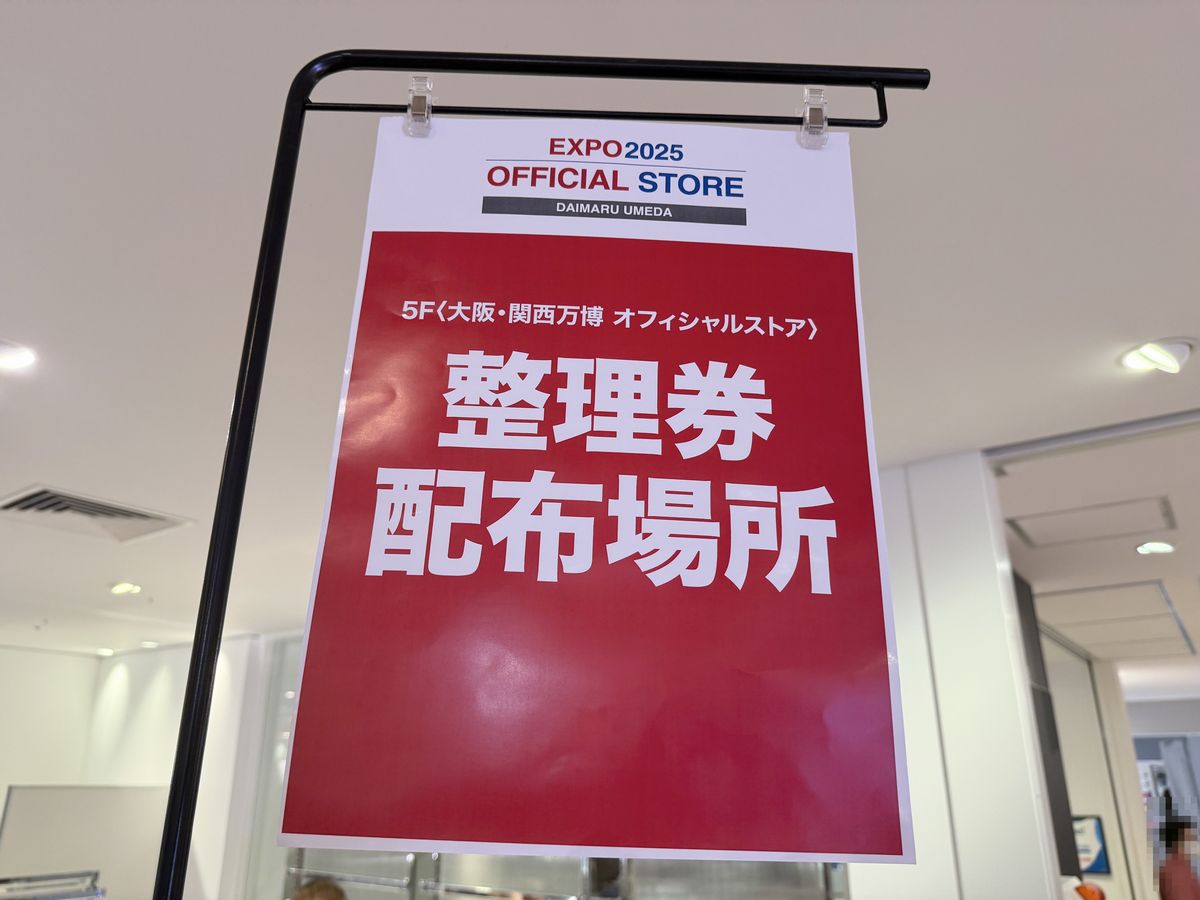 EXPO2025
OFFICIAL STORE
DAIMARU UMEDA
5F〈大阪・関西万博 オフィシャルストア〉
整理券
配布場所